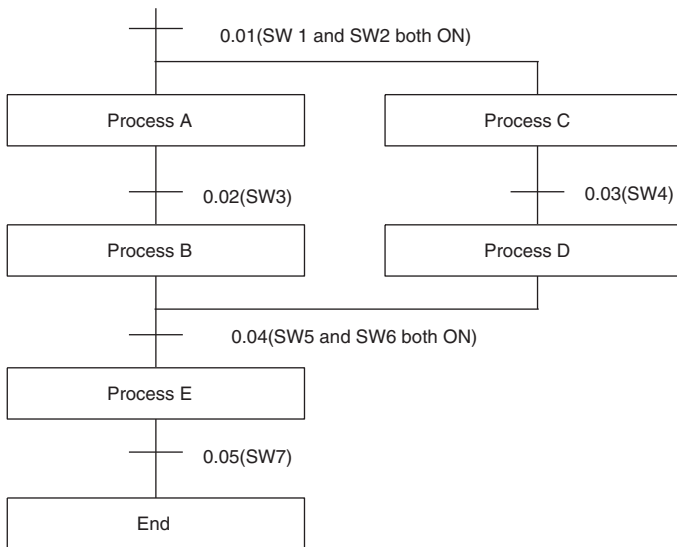 0.01(SW 1 and SW2 both ON)
Process A
Process C
0.02(SW3)
0.03(SW4)
Process B
Process D
0.04(SW5 and SW6 both ON)
Process E
0.05(SW7)
End